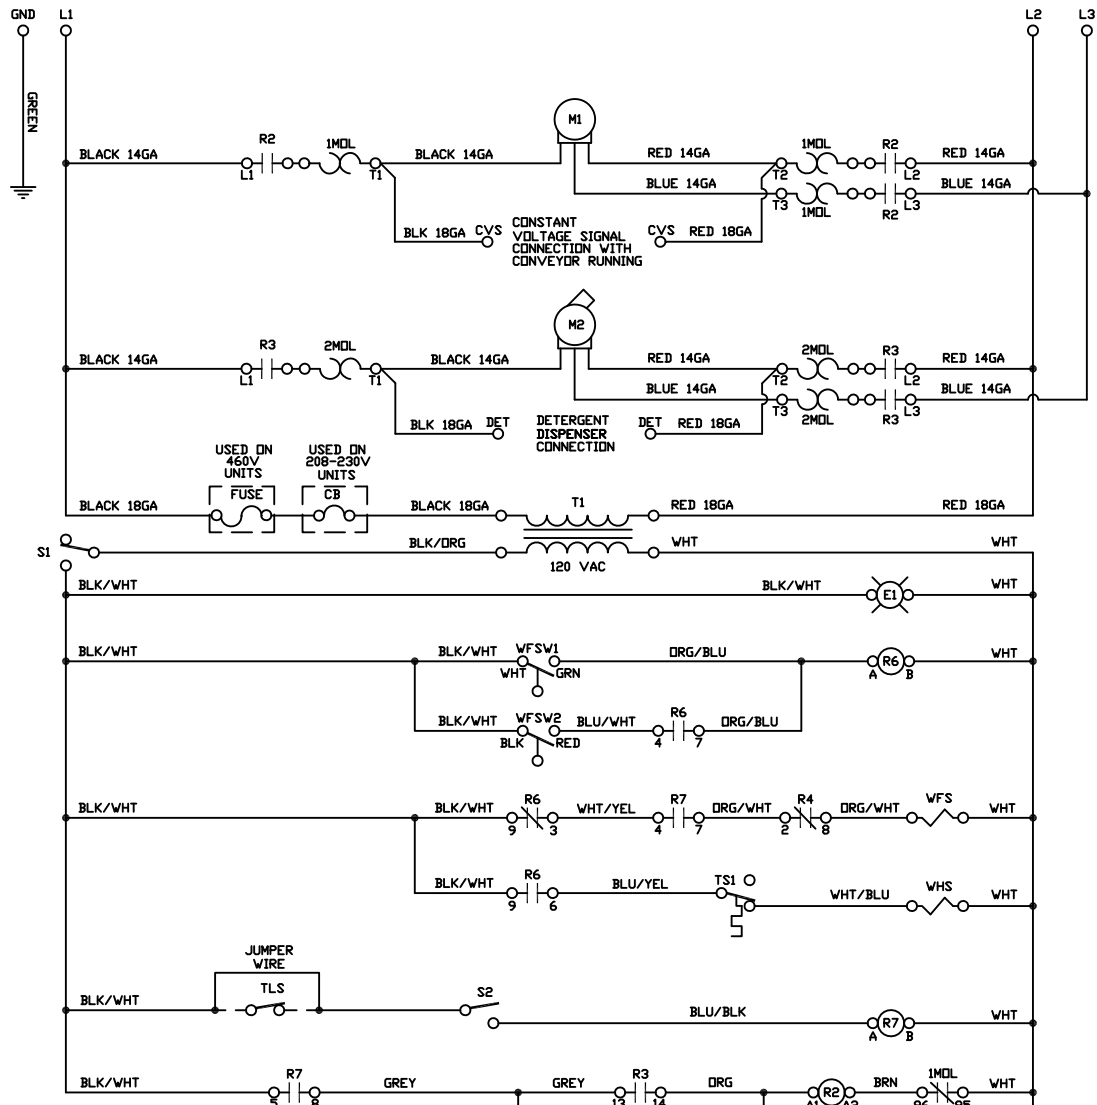 GND L1 L2 L3
GREEN
M1
BLACK 14GA R2 1MOL BLACK 14GA RED 14GA 1MOL R2 RED 14GA
L1 T1 T2 L2
BLUE 14GA T3 1MOL R2 L3 BLUE 14GA
BLK 18GA CVS CONSTANT CVS RED 18GA
VOLTAGE SIGNAL
CONNECTION WITH
CONVEYOR RUNNING
M2
BLACK 14GA R3 2MOL BLACK 14GA RED 14GA 2MOL R3 RED 14GA
L1 T1 T2 L2
BLUE 14GA T3 2MOL R3 L3 BLUE 14GA
BLK 18GA DET DETERGENT DET RED 18GA
DISPENSER
CONNECTION
USED ON
460V
UNITS
USED ON
208-230V
UNITS
BLACK 18GA FUSE CB BLACK 18GA T1 RED 18GA RED 18GA
S1 BLK/ORG WHT WHT
120 VAC
BLK/WHT BLK/WHT E1 WHT
BLK/WHT BLK/WHT WFSW1 ORG/BLU R6 WHT
WHT GRN A B
BLK/WHT WFSW2 BLU/WHT R6 ORG/BLU
BLK RED 4 7
BLK/WHT BLK/WHT R6 WHT/YEL R7 ORG/WHT R4 ORG/WHT WFS WHT
9 3 4 7 2 8
BLK/WHT R6 BLU/YEL TS1 WHT/BLU WHS WHT
9 6
JUMPER
WIRE
BLK/WHT TLS S2 BLU/BLK R7 WHT
A B
BLK/WHT R7 GREY GREY R3 ORG R2 BRN 1MOL WHT
5 8 13 14 A1 A2 96 95